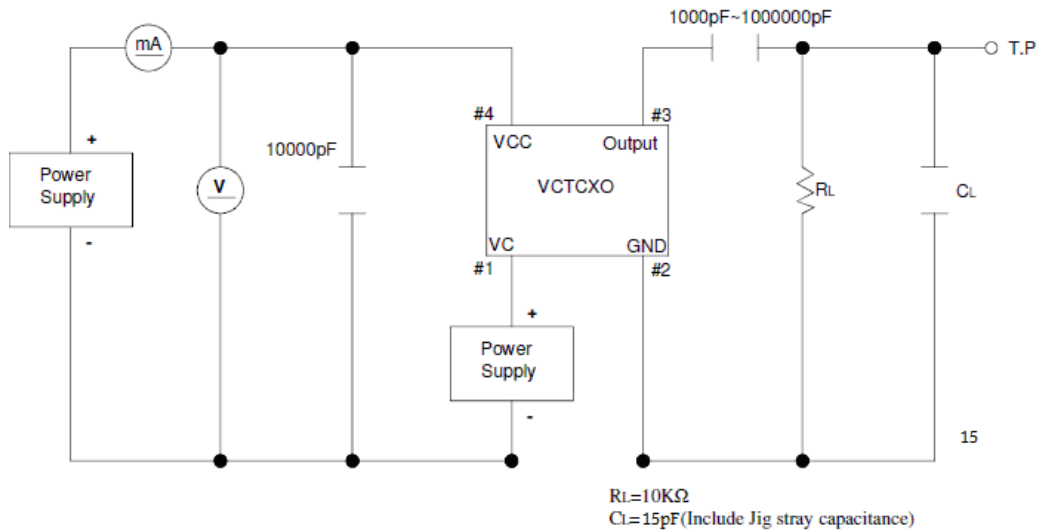 1000pF~1000000pF
mA
T.P
+
#4
#3
VCC
Output
10000pF
Power
Supply
V
VCTCXO
RL
CL
-
VC
GND
#1
#2
+
Power
Supply
-
15
RL=10KΩ
CL=15pF(Include Jig stray capacitance)